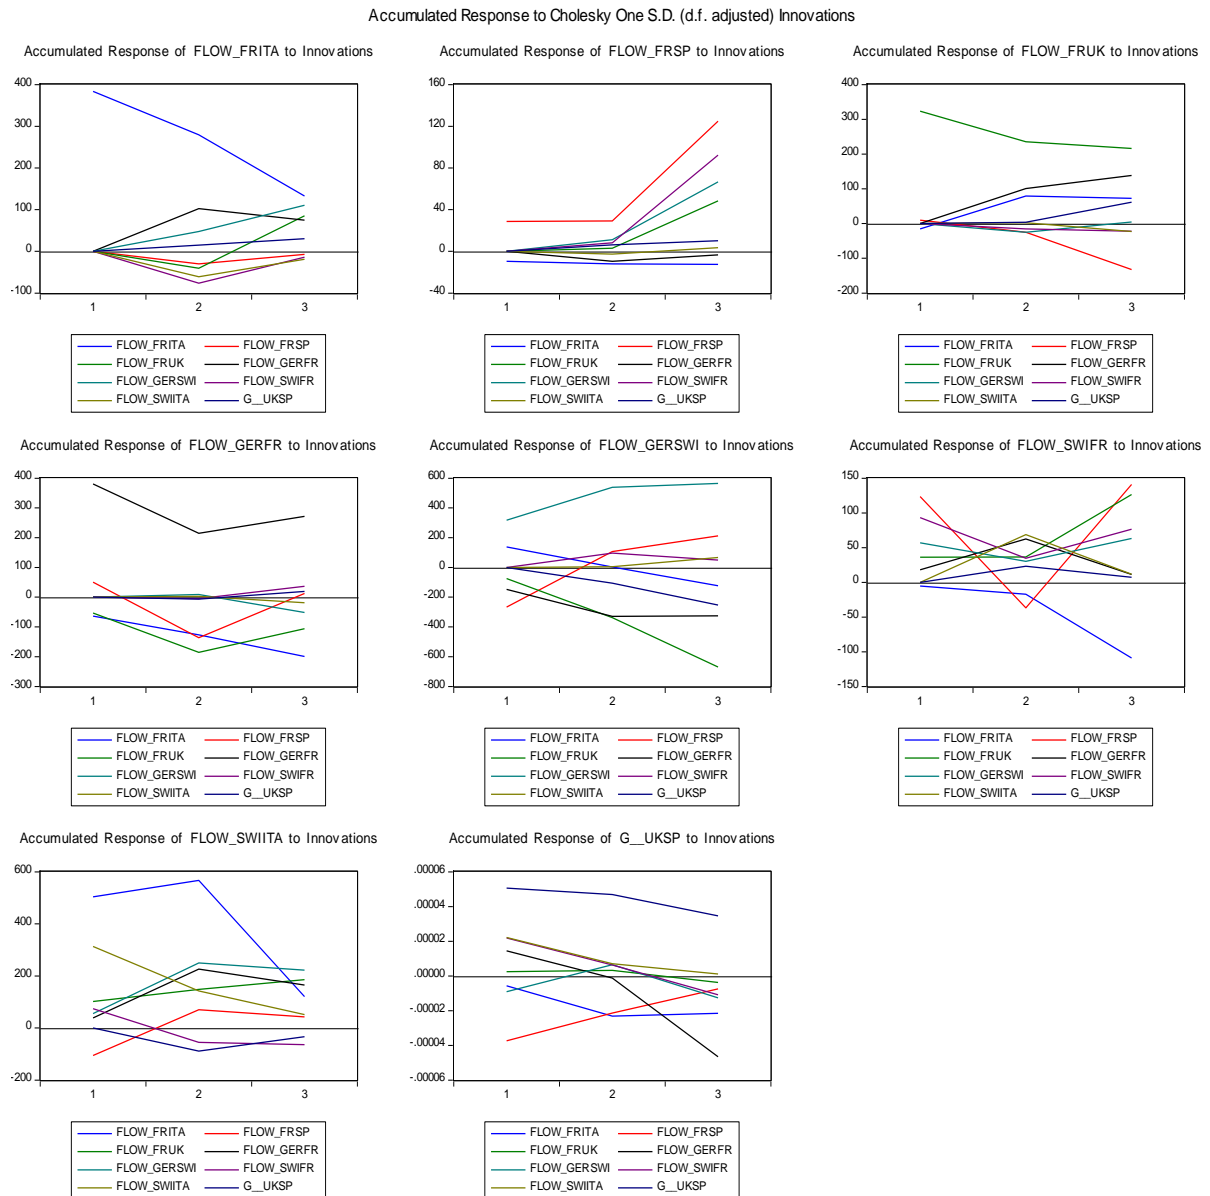 Accumulated Response to Cholesky One S.D. (d.f. adjusted) Innovations
Accumulated Response of FLOW_FRITA to Innovations
400
300
200
100
0
-100
1 2 3
FLOW_FRITA FLOW_FRSP
FLOW_FRUK FLOW_GERFR
FLOW_GERSWI FLOW_SWIFR
FLOW_SWIITA G__UKSP
Accumulated Response of FLOW_FRSP to Innovations
160
120
80
40
0
-40
1 2 3
FLOW_FRITA FLOW_FRSP
FLOW_FRUK FLOW_GERFR
FLOW_GERSWI FLOW_SWIFR
FLOW_SWIITA G__UKSP
Accumulated Response of FLOW_FRUK to Innovations
400
300
200
100
0
-100
-200
1 2 3
FLOW_FRITA FLOW_FRSP
FLOW_FRUK FLOW_GERFR
FLOW_GERSWI FLOW_SWIFR
FLOW_SWIITA G__UKSP
Accumulated Response of FLOW_GERFR to Innovations
400
300
200
100
0
-100
-200
-300
1 2 3
FLOW_FRITA FLOW_FRSP
FLOW_FRUK FLOW_GERFR
FLOW_GERSWI FLOW_SWIFR
FLOW_SWIITA G__UKSP
Accumulated Response of FLOW_GERSWI to Innovations
600
400
200
0
-200
-400
-600
-800
1 2 3
FLOW_FRITA FLOW_FRSP
FLOW_FRUK FLOW_GERFR
FLOW_GERSWI FLOW_SWIFR
FLOW_SWIITA G__UKSP
Accumulated Response of FLOW_SWIFR to Innovations
150
100
50
0
-50
-100
-150
1 2 3
FLOW_FRITA FLOW_FRSP
FLOW_FRUK FLOW_GERFR
FLOW_GERSWI FLOW_SWIFR
FLOW_SWIITA G__UKSP
Accumulated Response of FLOW_SWIITA to Innovations
600
400
200
0
-200
1 2 3
FLOW_FRITA FLOW_FRSP
FLOW_FRUK FLOW_GERFR
FLOW_GERSWI FLOW_SWIFR
FLOW_SWIITA G__UKSP
Accumulated Response of G__UKSP to Innovations
.00006
.00004
.00002
.00000
-.00002
-.00004
-.00006
1 2 3
FLOW_FRITA FLOW_FRSP
FLOW_FRUK FLOW_GERFR
FLOW_GERSWI FLOW_SWIFR
FLOW_SWIITA G__UKSP